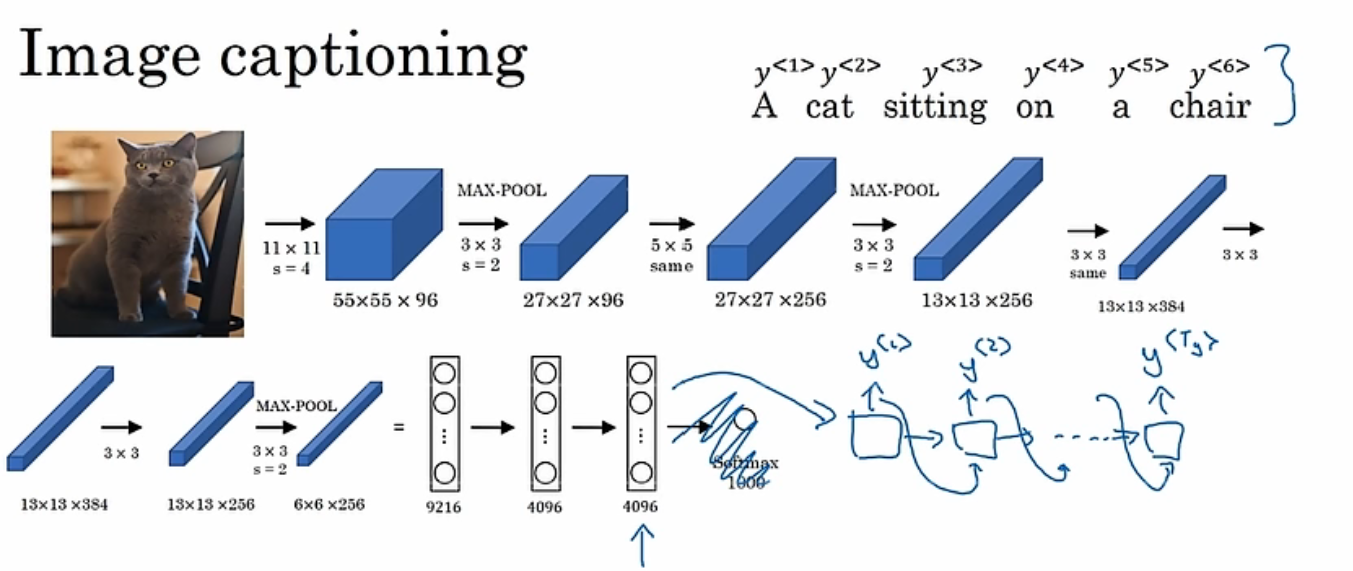 Image captioning
y<1> y<2> y<3> y<4> y<5> y<6>
A cat sitting on a chair
11 × 11
s = 4
55×55 × 96
MAX-POOL
3 × 3
s = 2
27×27 ×96
5 × 5
same
27×27 ×256
MAX-POOL
3 × 3
s = 2
13×13 ×256
3 × 3
same
13×13 ×384
3 × 3
13×13 ×384
3 × 3
13×13 ×256
MAX-POOL
3 × 3
s = 2
6×6 ×256
=
9216
4096
4096
Softmax
1000
y<1>
y<2>
y<Ty>